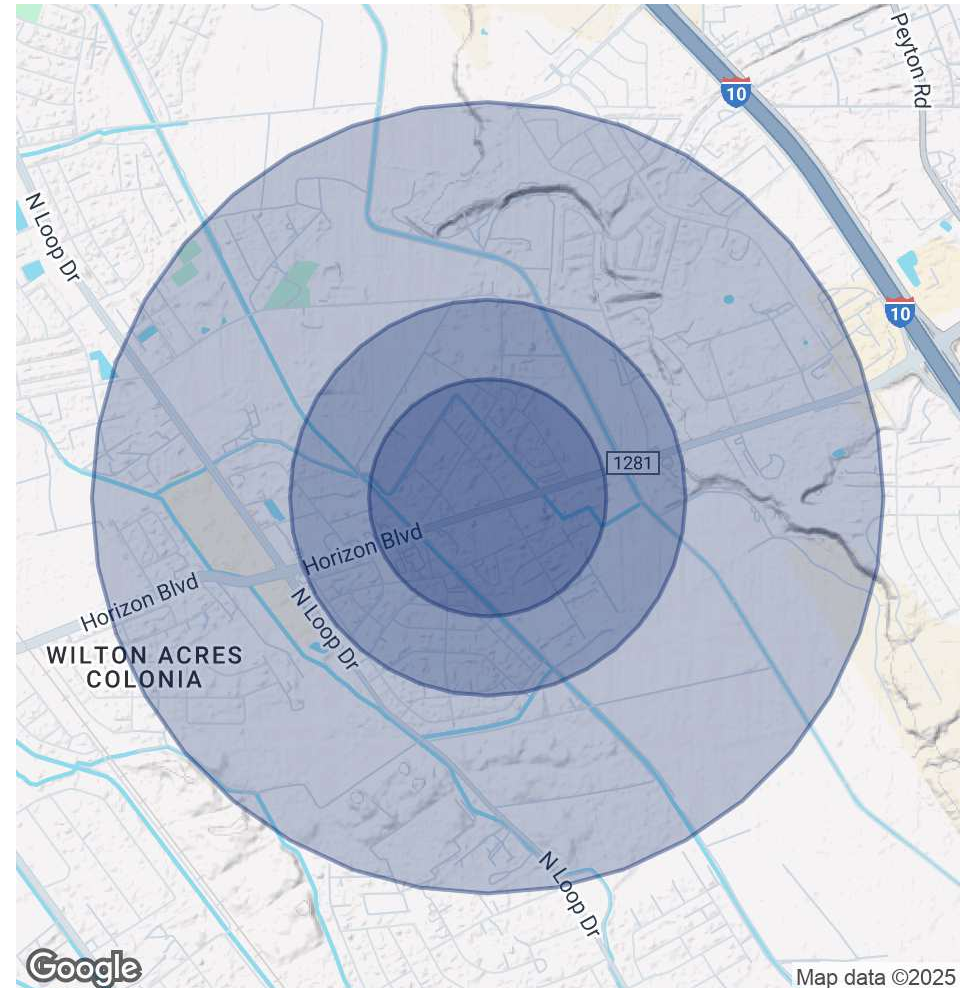 Peyton Rd
10
N Loop Dr
10
1281
Horizon Blvd
Horizon Blvd
N Loop Dr
WILTON ACRES
COLONIA
N Loop Dr
Google
Map data ©2025